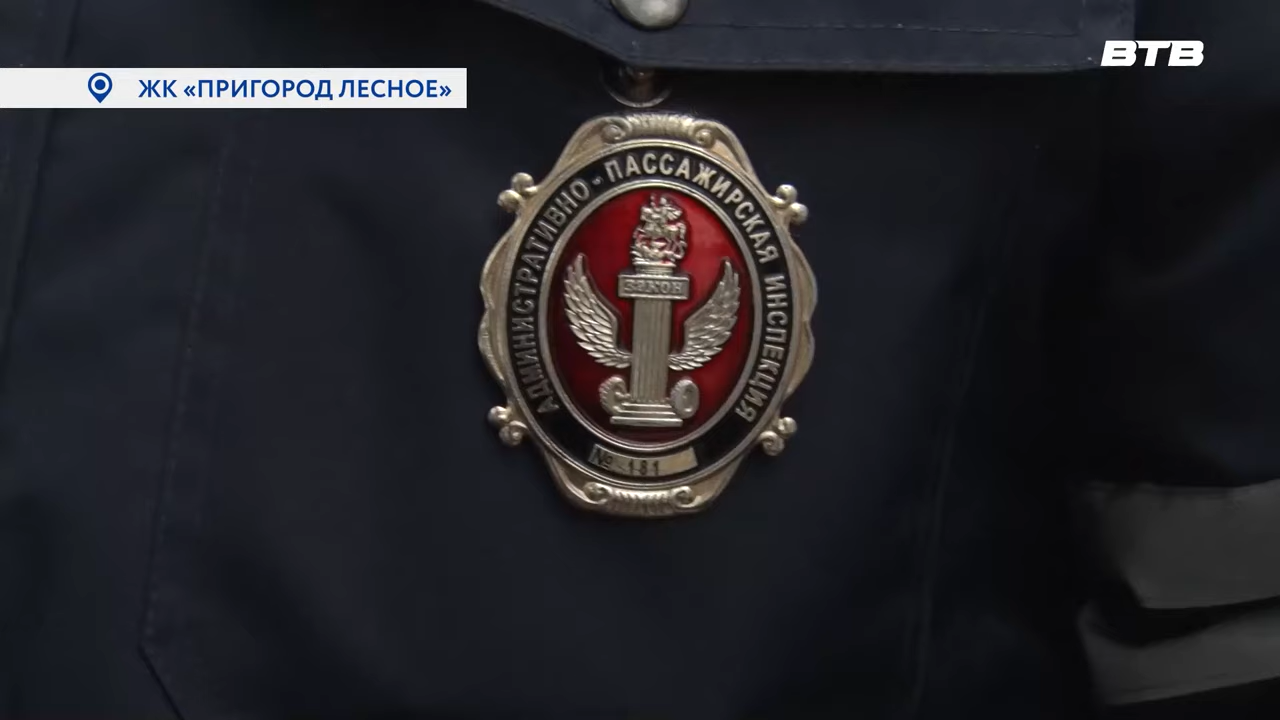 ВТВ
ЖК «ПРИГОРОД ЛЕСНОЕ»
АДМИНИСТРАТИВНО-ПАССАЖИРСКАЯ ИНСПЕКЦИЯ
ЗАКОН
№ 181